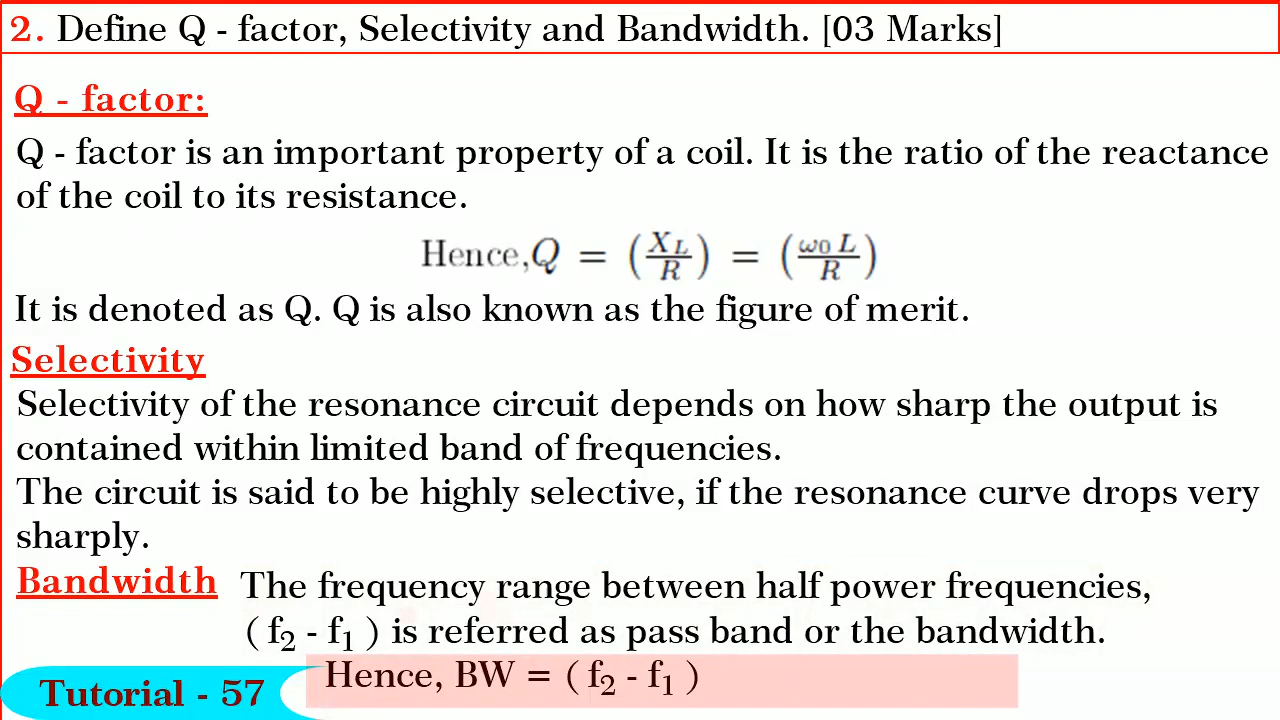 2. Define Q - factor, Selectivity and Bandwidth. [03 Marks]
Q - factor:
Q - factor is an important property of a coil. It is the ratio of the reactance
of the coil to its resistance.
Hence,Q = (X_L/R) = (ω₀ L/R)
It is denoted as Q. Q is also known as the figure of merit.
Selectivity
Selectivity of the resonance circuit depends on how sharp the output is
contained within limited band of frequencies.
The circuit is said to be highly selective, if the resonance curve drops very
sharply.
Bandwidth The frequency range between half power frequencies,
( f₂ - f₁ ) is referred as pass band or the bandwidth.
Hence, BW = ( f₂ - f₁ )
Tutorial - 57